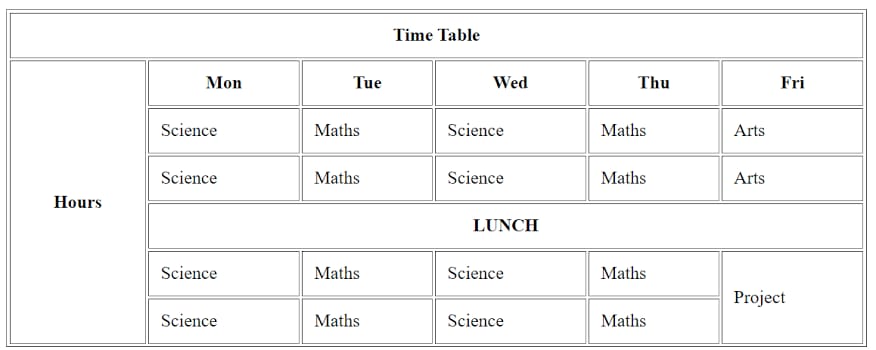 Time Table
Mon Tue Wed Thu Fri
Science Maths Science Maths Arts
Science Maths Science Maths Arts
Hours
LUNCH
Science Maths Science Maths
Project
Science Maths Science Maths